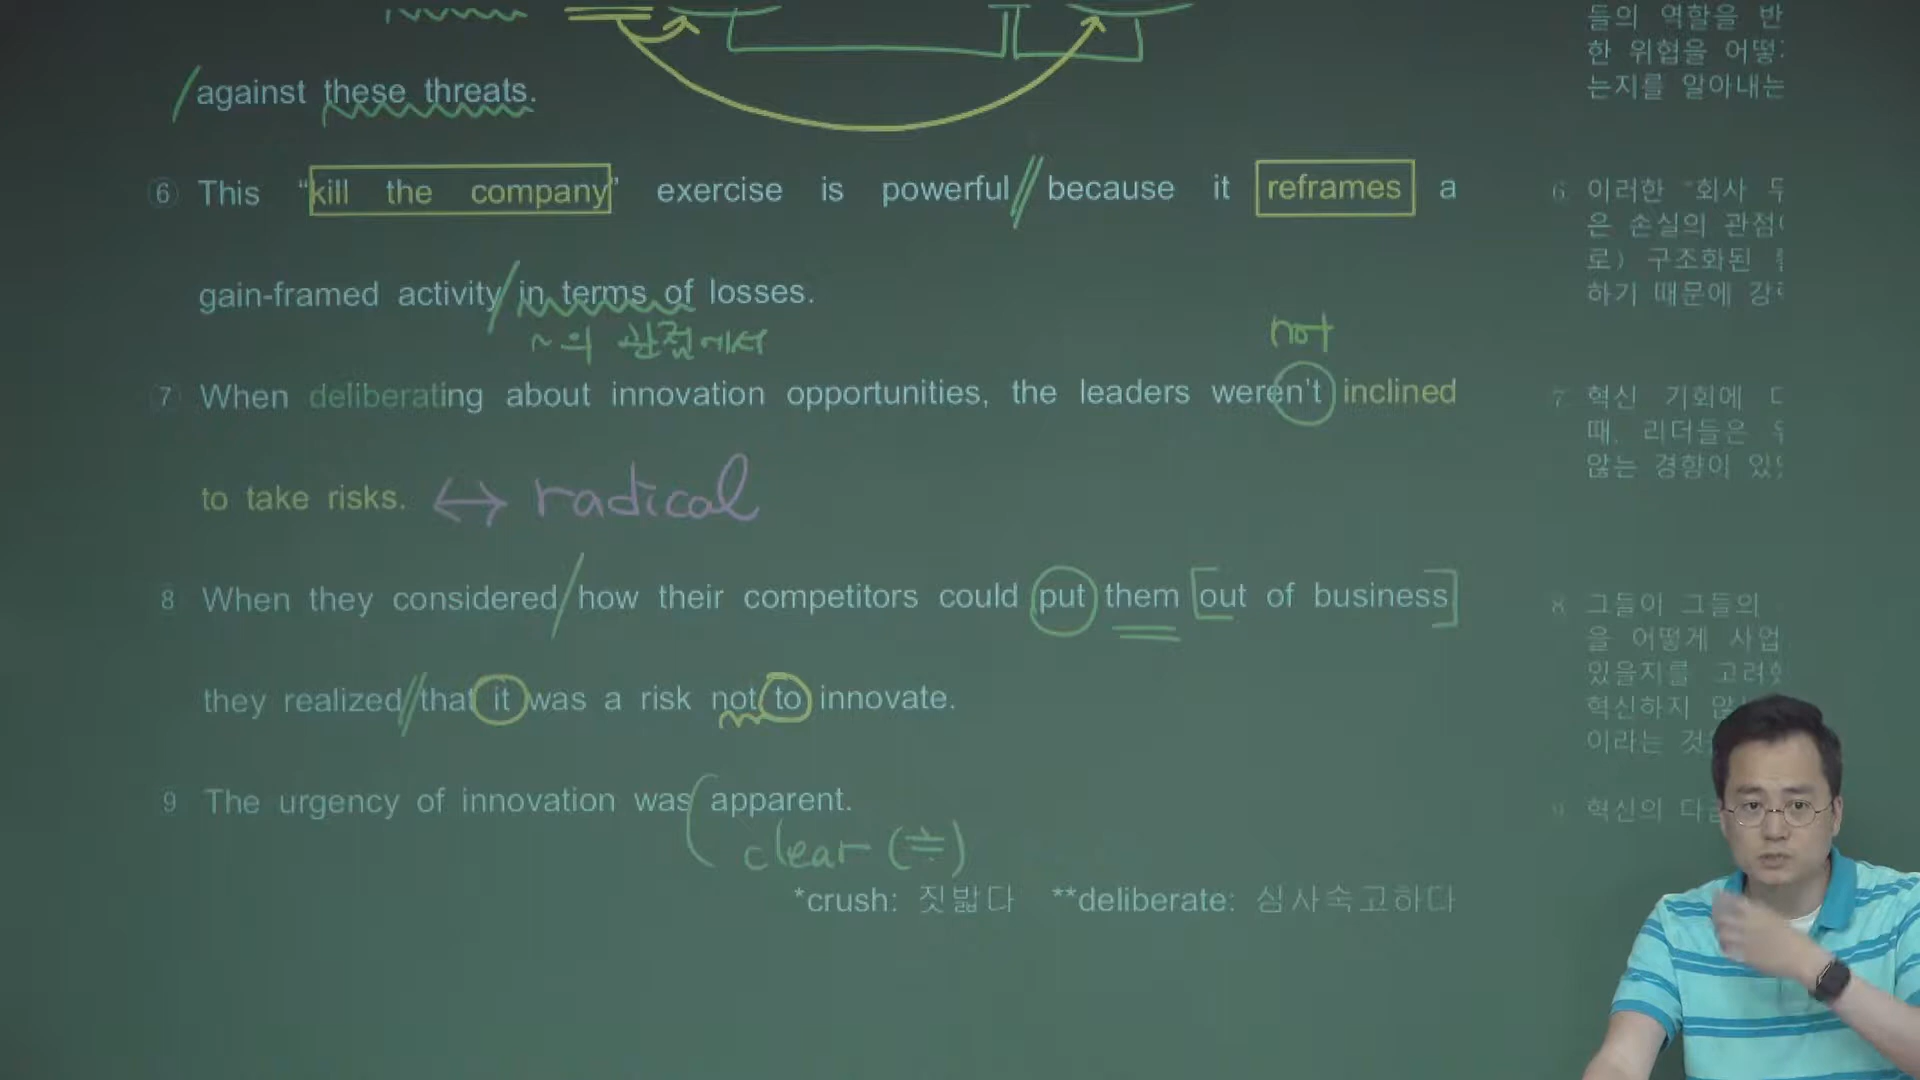 against these threats.
⑥ This “kill the company” exercise is powerful because it reframes a
gain-framed activity in terms of losses.
~의 관점에서
not
⑦ When deliberating about innovation opportunities, the leaders weren't inclined
to take risks. ↔ radical
8 When they considered how their competitors could put them out of business
they realized that it was a risk not to innovate.
9 The urgency of innovation was apparent.
clear (≒)
*crush: 짓밟다 **deliberate: 심사숙고하다
들의 역할을 반
한 위협을 어떻
는지를 알아내는
6. 이러한 “회사
은 손실의 관점
로) 구조화된
하기 때문에 강
7 혁신 기회에
때, 리더들은
않는 경향이 있
8 그들이 그들의
을 어떻게 사업
있을지를 고려
혁신하지
이라는
9 혁신의